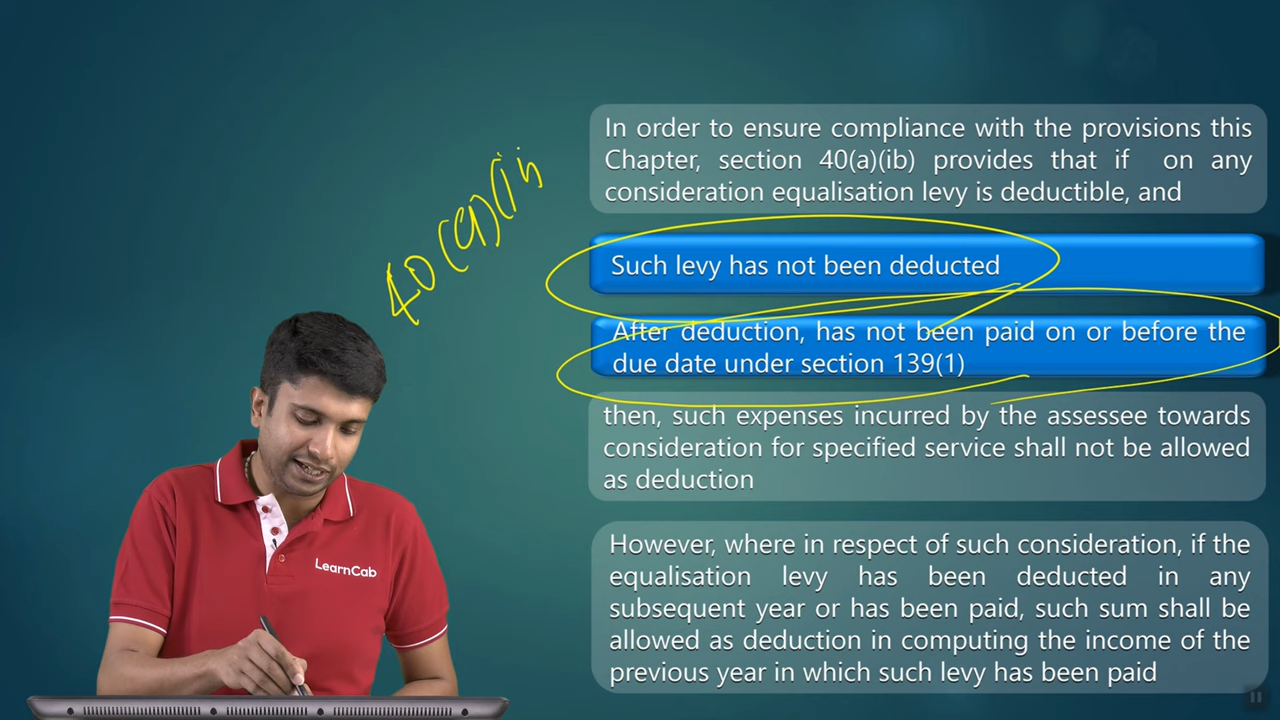 In order to ensure compliance with the provisions this
Chapter, section 40(a)(ib) provides that if on any
consideration equalisation levy is deductible, and
Such levy has not been deducted
After deduction, has not been paid on or before the
due date under section 139(1)
then, such expenses incurred by the assessee towards
consideration for specified service shall not be allowed
as deduction
However, where in respect of such consideration, if the
equalisation levy has been deducted in any
subsequent year or has been paid, such sum shall be
allowed as deduction in computing the income of the
previous year in which such levy has been paid
40(a)(i
LearnCab